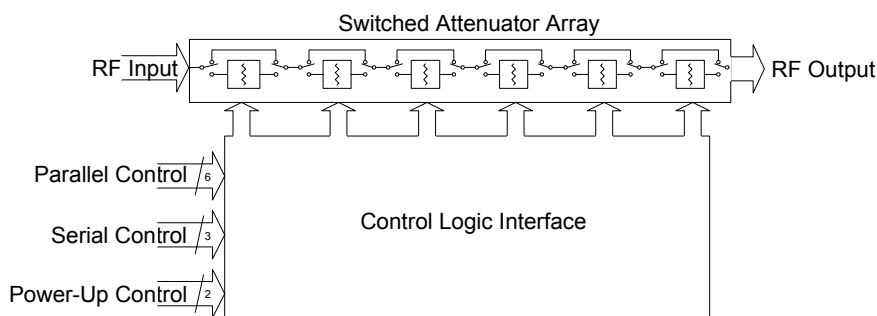 Switched Attenuator Array
RF Input
RF Output
Parallel Control 6
Control Logic Interface
Serial Control 3
Power-Up Control 2